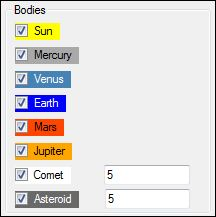 Bodies
Sun
Mercury
Venus
Earth
Mars
Jupiter
Comet 5
Asteroid 5